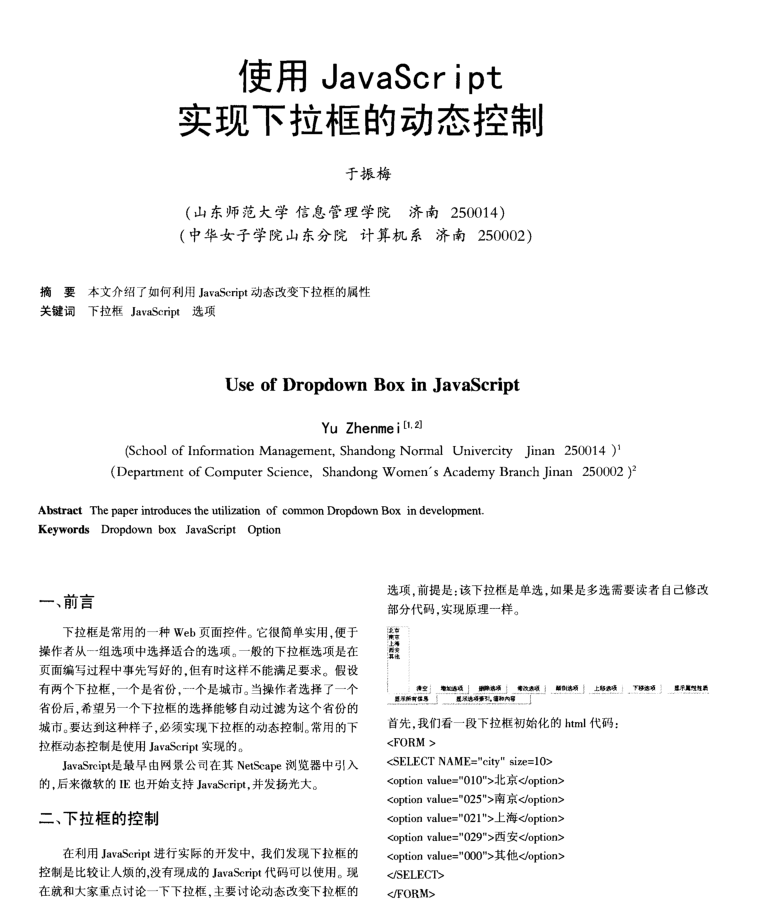 使用 JavaScript
实现下拉框的动态控制
于振梅
(山东师范大学 信息管理学院 济南 250014)
(中华女子学院山东分院 计算机系 济南 250002)
摘 要 本文介绍了如何利用 JavaScript 动态改变下拉框的属性
关键词 下拉框 JavaScript 选项
Use of Dropdown Box in JavaScript
Yu Zhenmei [1,2]
(School of Information Management, Shandong Normal Univercity Jinan 250014 )1
(Department of Computer Science, Shandong Women´s Academy Branch Jinan 250002 )2
Abstract The paper introduces the utilization of common Dropdown Box in development.
Keywords Dropdown box JavaScript Option
一、前言
下拉框是常用的一种 Web 页面控件。它很简单实用,便于
操作者从一组选项中选择适合的选项。一般的下拉框选项是在
页面编写过程中事先写好的,但有时这样不能满足要求。假设
有两个下拉框,一个是省份,一个是城市。当操作者选择了一个
省份后,希望另一个下拉框的选择能够自动过滤为这个省份的
城市。要达到这种样子,必须实现下拉框的动态控制。常用的下
拉框动态控制是使用 JavaScript 实现的。
JavaSreipt是最早由网景公司在其 NetScape 浏览器中引入
的,后来微软的 IE 也开始支持 JavaScript,并发扬光大。
二、下拉框的控制
在利用 JavaScript 进行实际的开发中, 我们发现下拉框的
控制是比较让人烦的,没有现成的 JavaScript 代码可以使用。现
在就和大家重点讨论一下下拉框,主要讨论动态改变下拉框的
选项,前提是:该下拉框是单选,如果是多选需要读者自己修改
部分代码,实现原理一样。
北京
南京
上海
西安
其他
清空 增加选项 删除选项 修改选项 颠倒选项 上移选项 下移选项 显示属性性质
显示所有信息 显示选项索引,值和内容
首先,我们看一段下拉框初始化的 html 代码:
<FORM >
<SELECT NAME="city" size=10>
<option value="010">北京</option>
<option value="025">南京</option>
<option value="021">上海</option>
<option value="029">西安</option>
<option value="000">其他</option>
</SELECT>
</FORM>